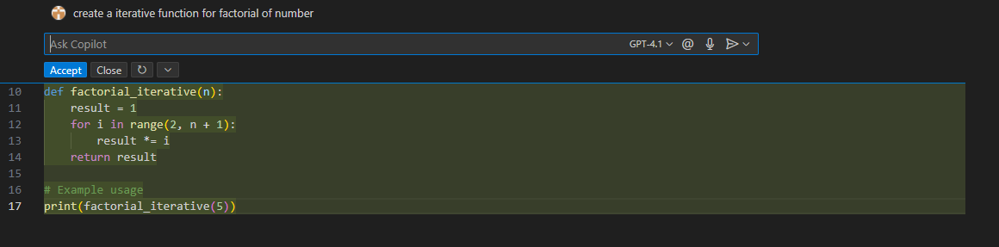 create a iterative function for factorial of number
Ask Copilot GPT-4.1 @
Accept Close
10 def factorial_iterative(n):
11     result = 1
12     for i in range(2, n + 1):
13         result *= i
14     return result
15
16 # Example usage
17 print(factorial_iterative(5))